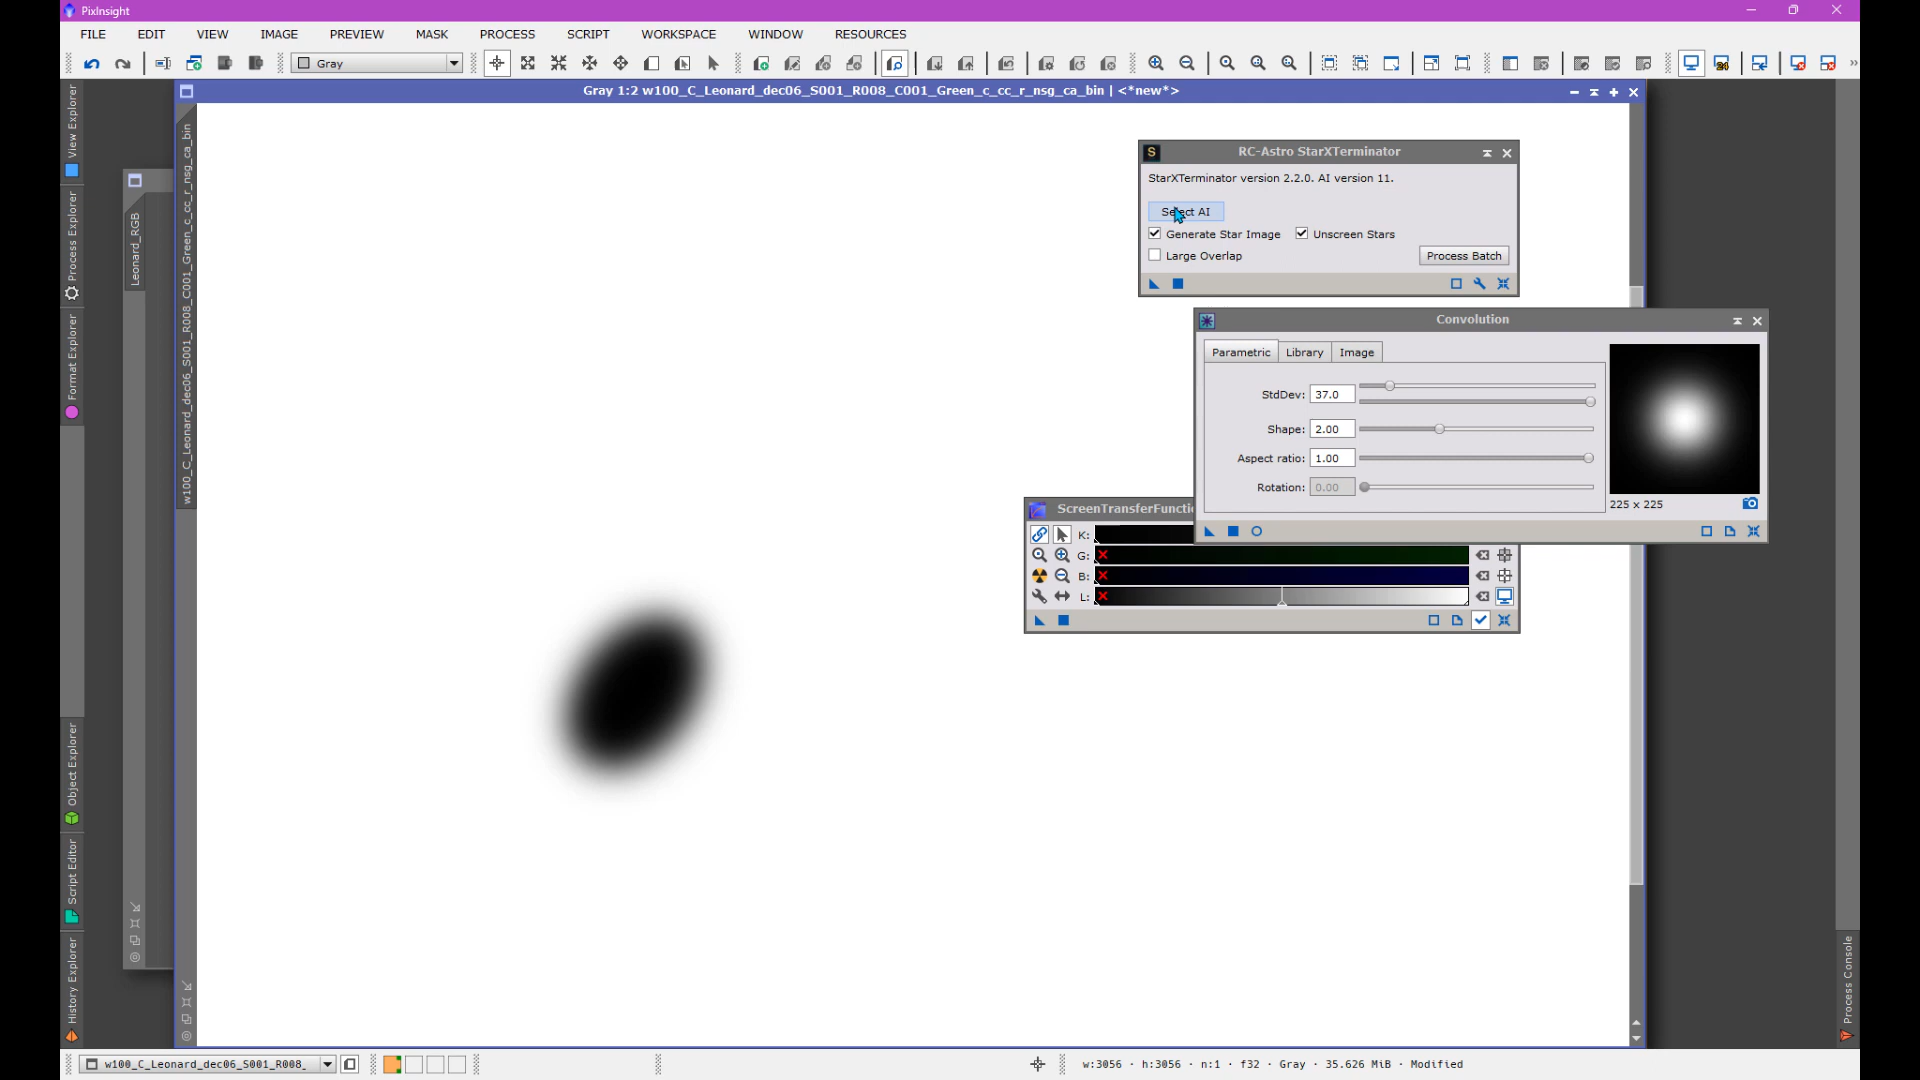 PixInsight
FILE EDIT VIEW IMAGE PREVIEW MASK PROCESS SCRIPT WORKSPACE WINDOW RESOURCES
Gray
Gray 1:2 w100_C_Leonard_dec06_S001_R008_C001_Green_c_cc_r_nsg_ca_bin | <*new*>
View Explorer
Process Explorer
Format Explorer
Object Explorer
Script Editor
History Explorer
Leonard_RGB
w100_C_Leonard_dec06_S001_R008_C001_Green_c_cc_r_nsg_ca_bin
S
RC-Astro StarXTerminator
StarXTerminator version 2.2.0. AI version 11.
Select AI
Generate Star Image Unscreen Stars
Large Overlap Process Batch
Convolution
Parametric Library Image
StdDev: 37.0
Shape: 2.00
Aspect ratio: 1.00
Rotation: 0.00
225 x 225
ScreenTransferFuncti
K:
G:
B:
L:
Process Console
w100_C_Leonard_dec06_S001_R008_
w:3056 · h:3056 · n:1 · f32 · Gray · 35.626 MiB · Modified